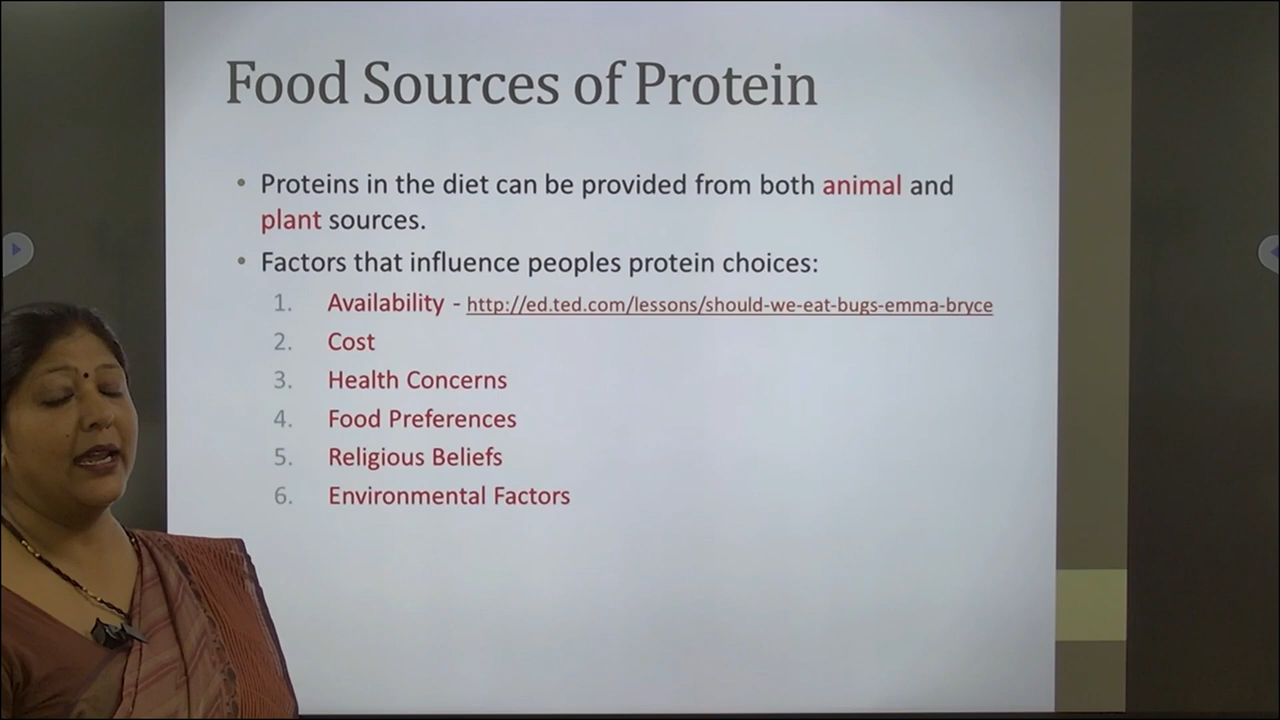 Food Sources of Protein
• Proteins in the diet can be provided from both animal and
plant sources.
• Factors that influence peoples protein choices:
1. Availability - http://ed.ted.com/lessons/should-we-eat-bugs-emma-bryce
2. Cost
3. Health Concerns
4. Food Preferences
5. Religious Beliefs
6. Environmental Factors